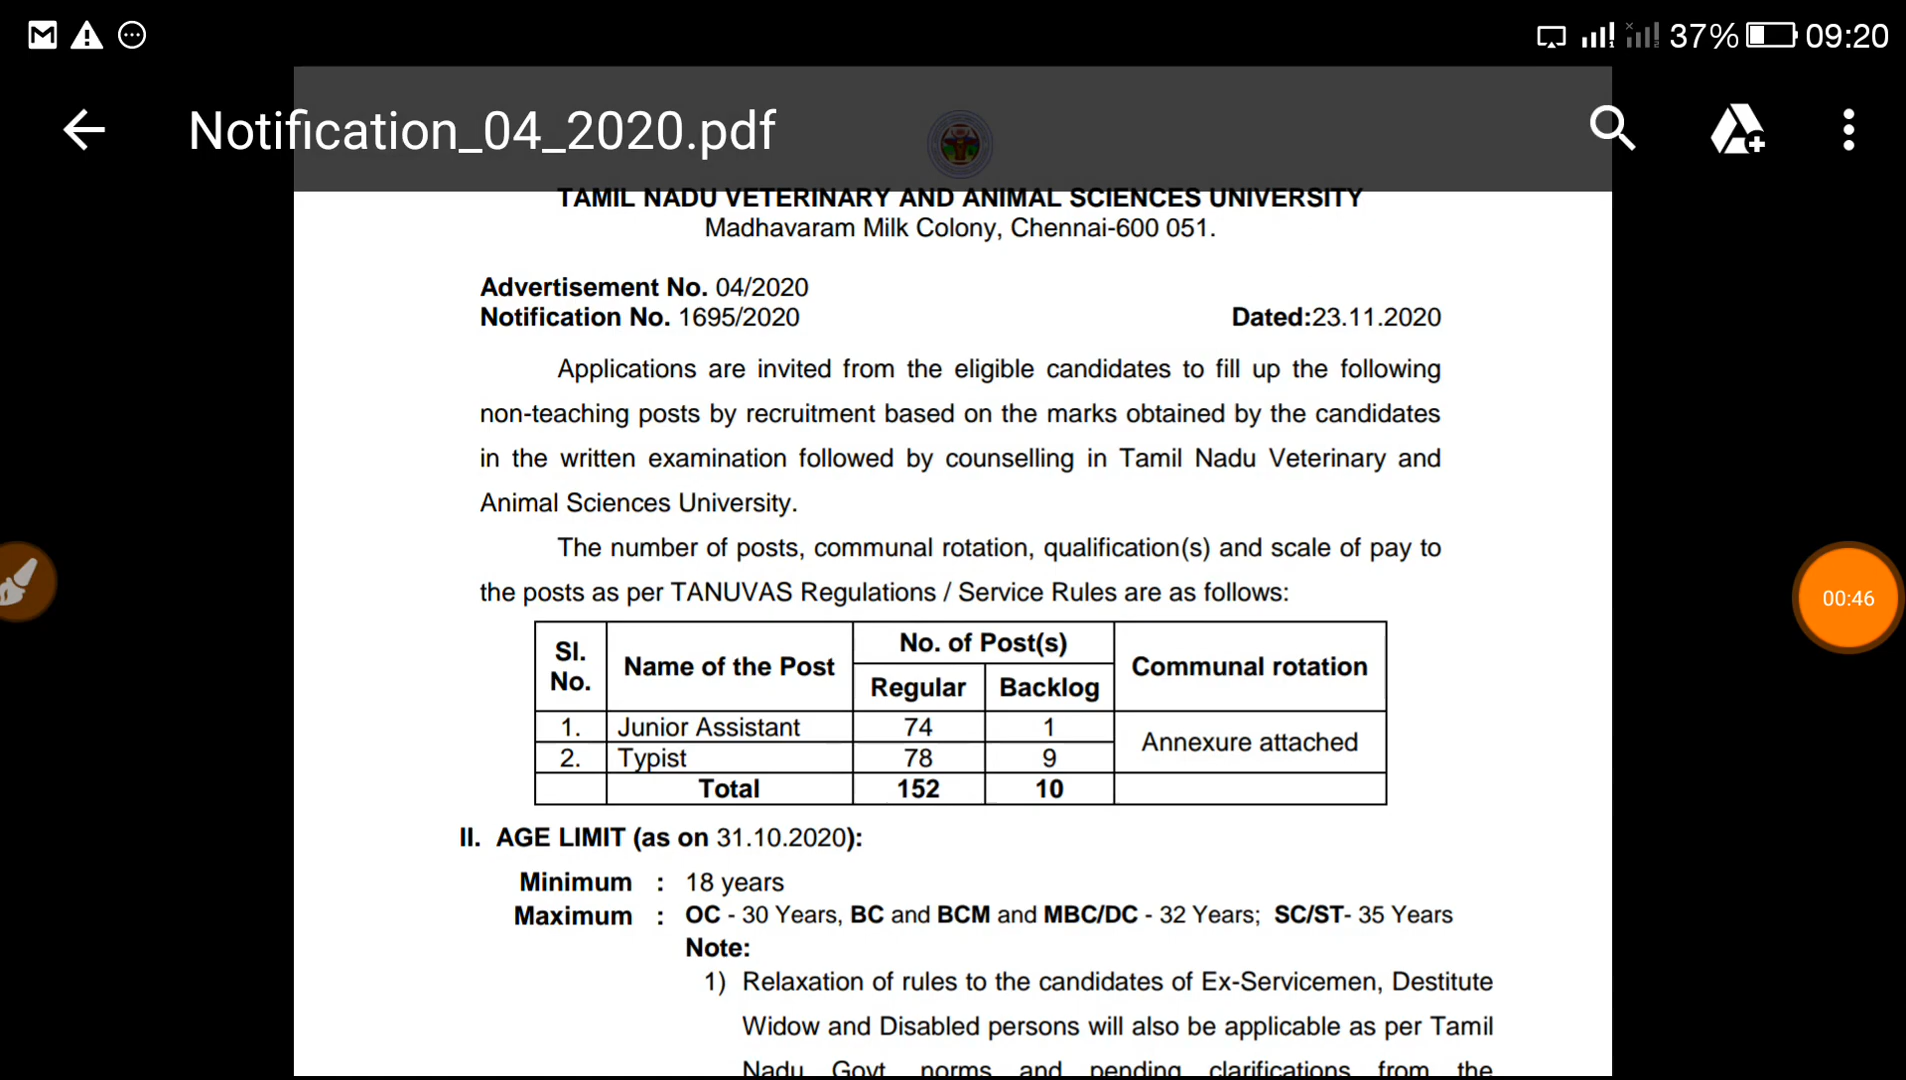 37% 09:20
Notification_04_2020.pdf
TAMIL NADU VETERINARY AND ANIMAL SCIENCES UNIVERSITY
Madhavaram Milk Colony, Chennai-600 051.
Advertisement No. 04/2020
Notification No. 1695/2020 Dated:23.11.2020
Applications are invited from the eligible candidates to fill up the following
non-teaching posts by recruitment based on the marks obtained by the candidates
in the written examination followed by counselling in Tamil Nadu Veterinary and
Animal Sciences University.
The number of posts, communal rotation, qualification(s) and scale of pay to
the posts as per TANUVAS Regulations / Service Rules are as follows:
Sl. No. Name of the Post No. of Post(s) Communal rotation
Regular Backlog
1. Junior Assistant 74 1 Annexure attached
2. Typist 78 9
Total 152 10
II. AGE LIMIT (as on 31.10.2020):
Minimum : 18 years
Maximum : OC - 30 Years, BC and BCM and MBC/DC - 32 Years; SC/ST- 35 Years
Note:
1) Relaxation of rules to the candidates of Ex-Servicemen, Destitute
Widow and Disabled persons will also be applicable as per Tamil
Nadu Govt norms and pending clarifications from the
00:46